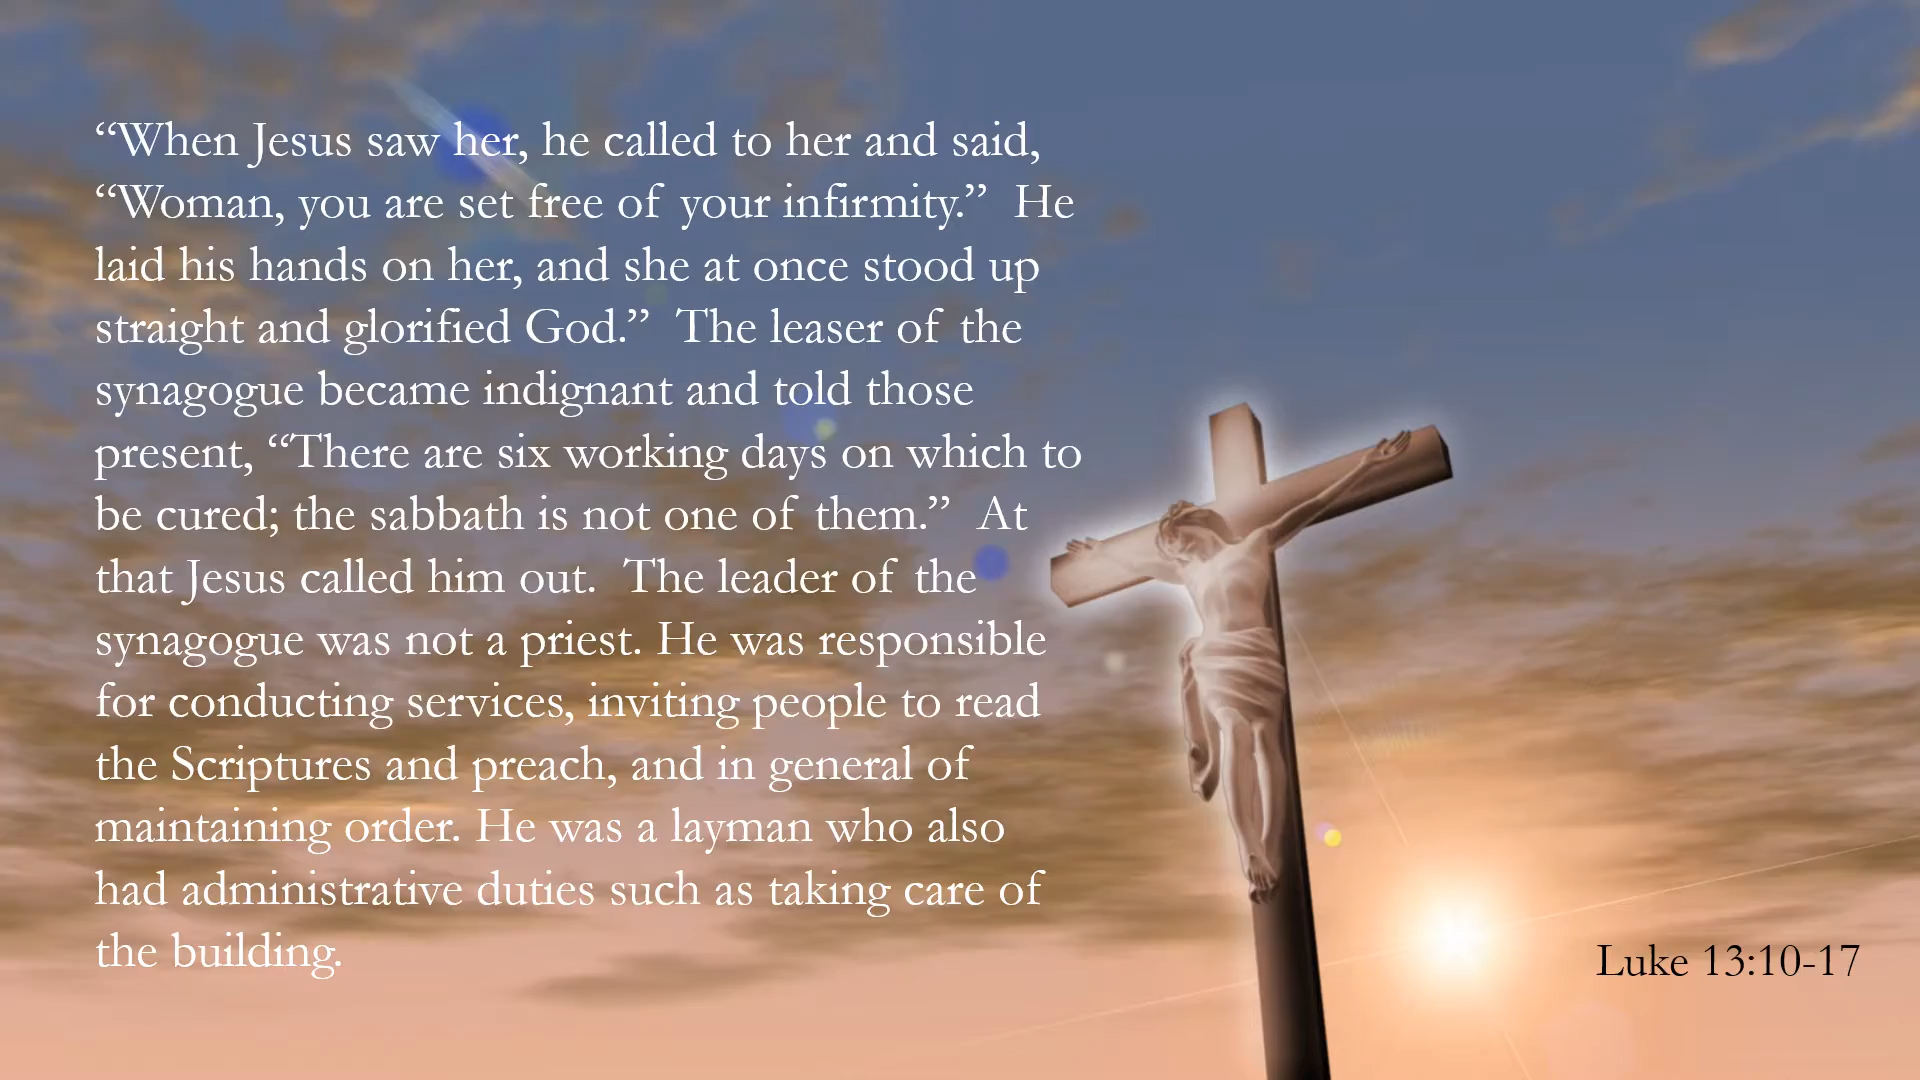 “When Jesus saw her, he called to her and said,
“Woman, you are set free of your infirmity.”  He
laid his hands on her, and she at once stood up
straight and glorified God.”  The leaser of the
synagogue became indignant and told those
present, “There are six working days on which to
be cured; the sabbath is not one of them.”  At
that Jesus called him out.  The leader of the
synagogue was not a priest. He was responsible
for conducting services, inviting people to read
the Scriptures and preach, and in general of
maintaining order. He was a layman who also
had administrative duties such as taking care of
the building.
Luke 13:10-17